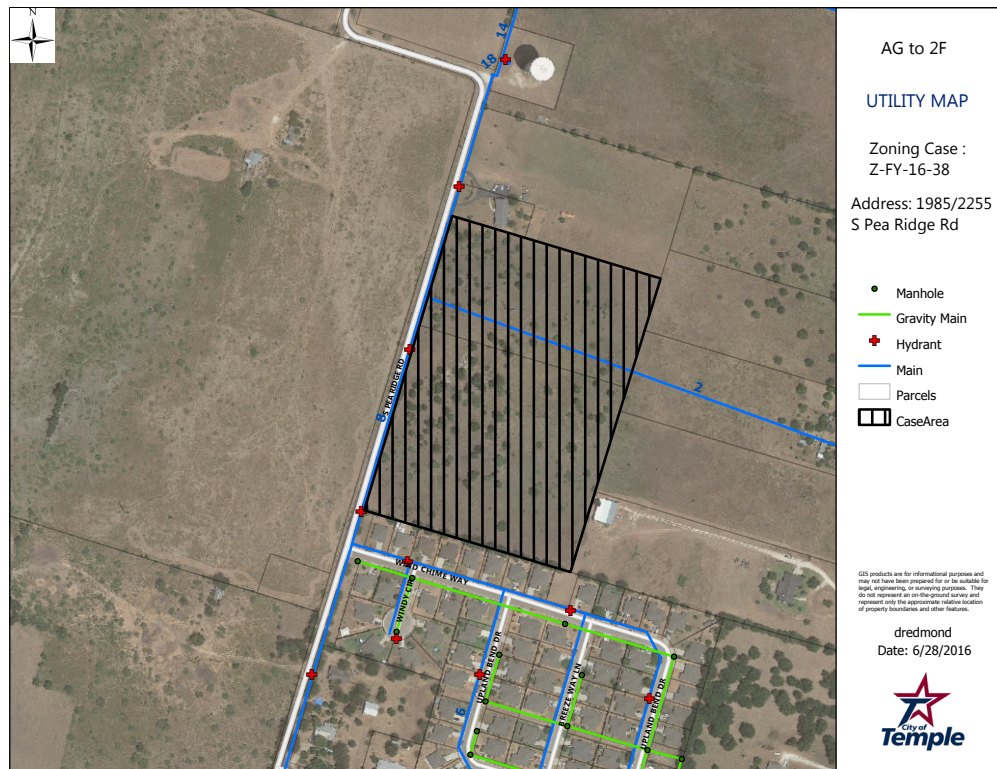 N
14
18
AG to 2F
UTILITY MAP
Zoning Case :
Z-FY-16-38
Address: 1985/2255
S Pea Ridge Rd
Manhole
Gravity Main
Hydrant
Main
Parcels
CaseArea
S PEA RIDGE RD
8
2
WIND CHIME WAY
WINDY CIR
UPLAND BEND DR
BREEZE WAY LN
UPLAND BEND DR
6
GIS products are for informational purposes and
may not have been prepared for or be suitable for
legal, engineering, or surveying purposes. They
do not represent an on-the-ground survey and
represent only the approximate relative location
of property boundaries and other features.
dredmond
Date: 6/28/2016
City of
Temple